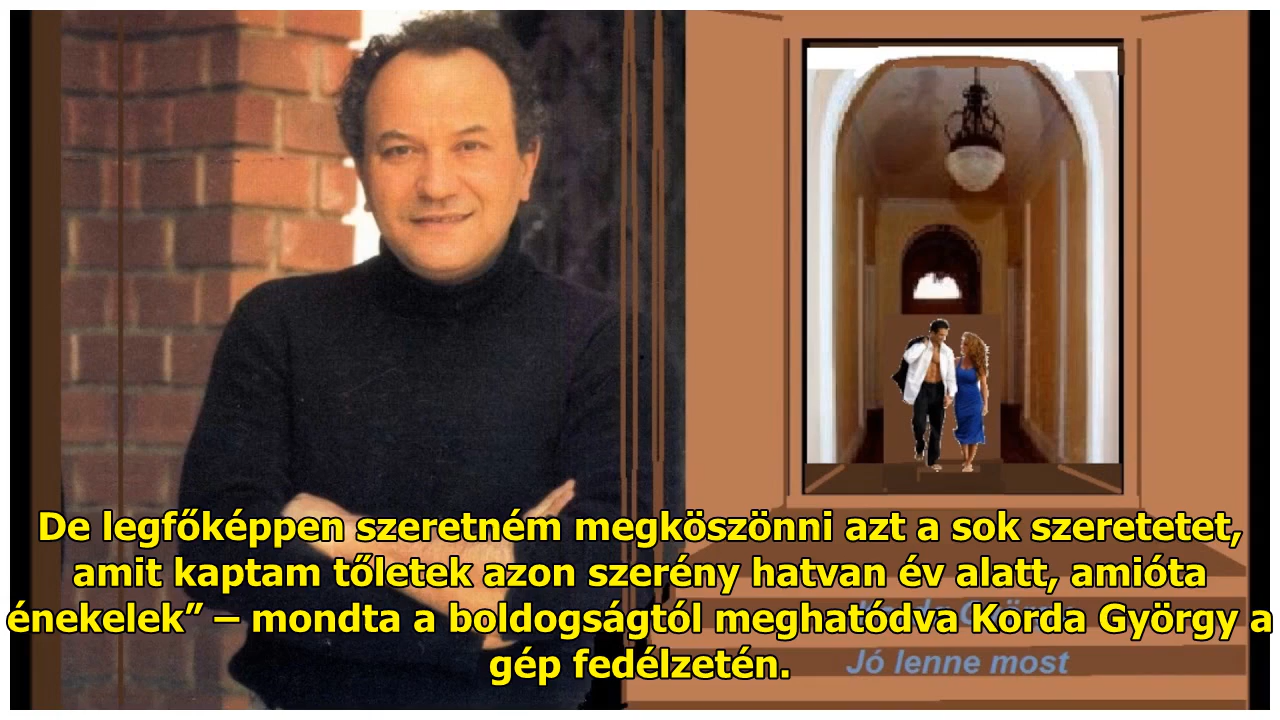 De legfőképpen szeretném megköszönni azt a sok szeretetet,
amit kaptam tőletek azon szerény hatvan év alatt, amióta
énekelek” – mondta a boldogságtól meghatódva Korda György a
gép fedélzetén.
Jó lenne most